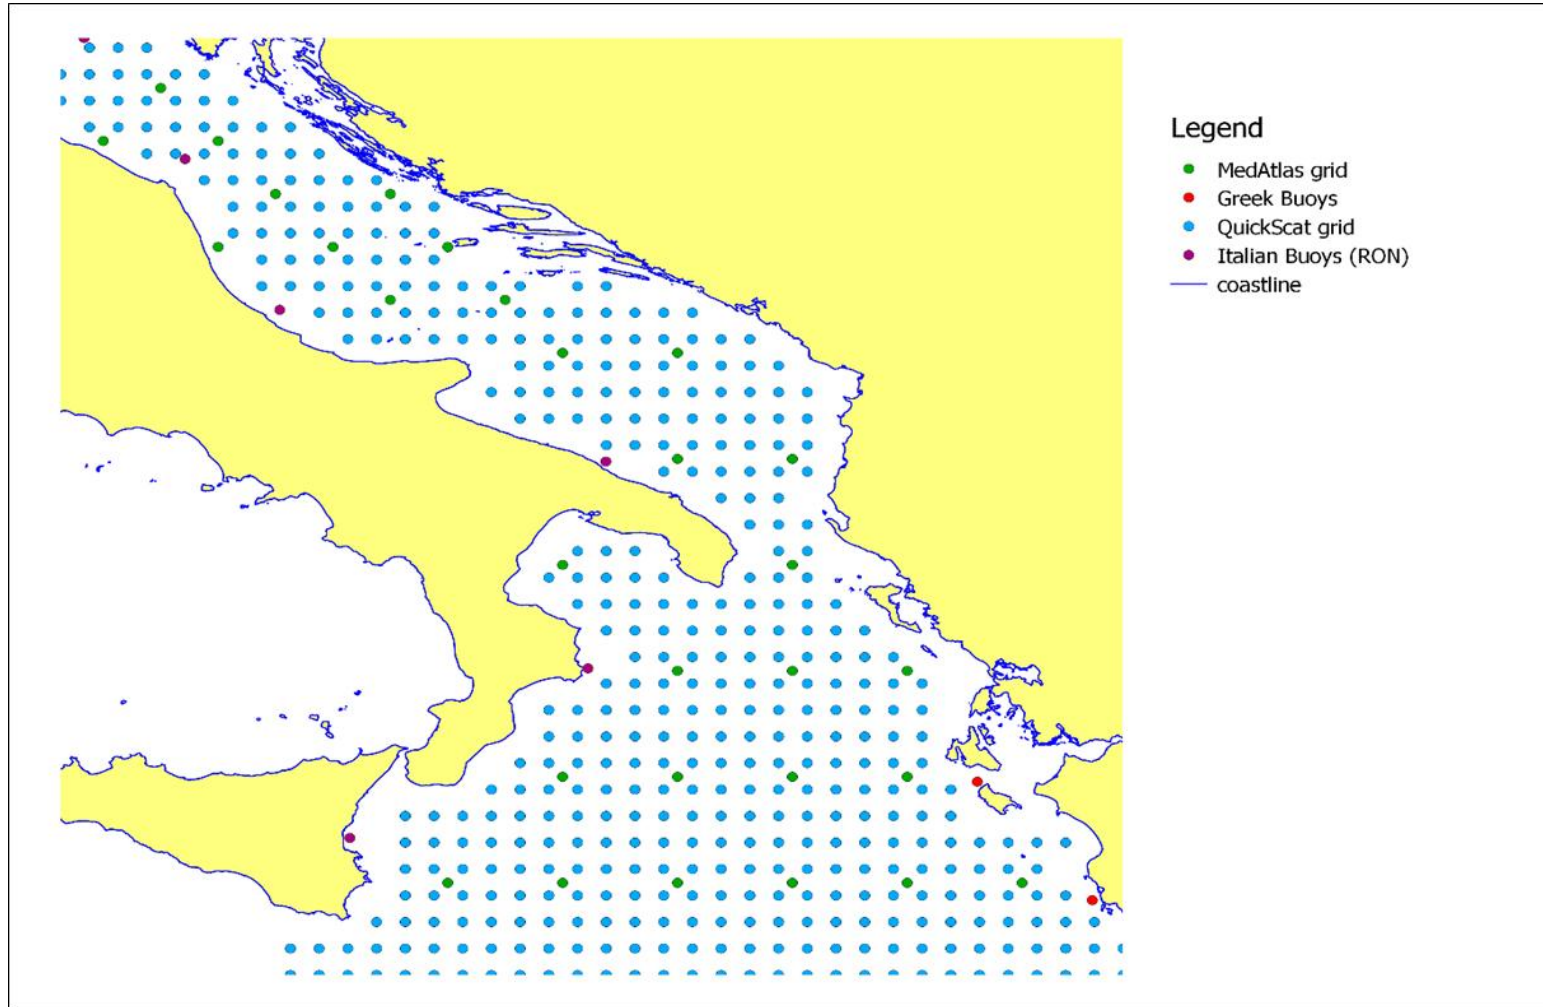 Legend
MedAtlas grid
Greek Buoys
QuickScat grid
Italian Buoys (RON)
coastline